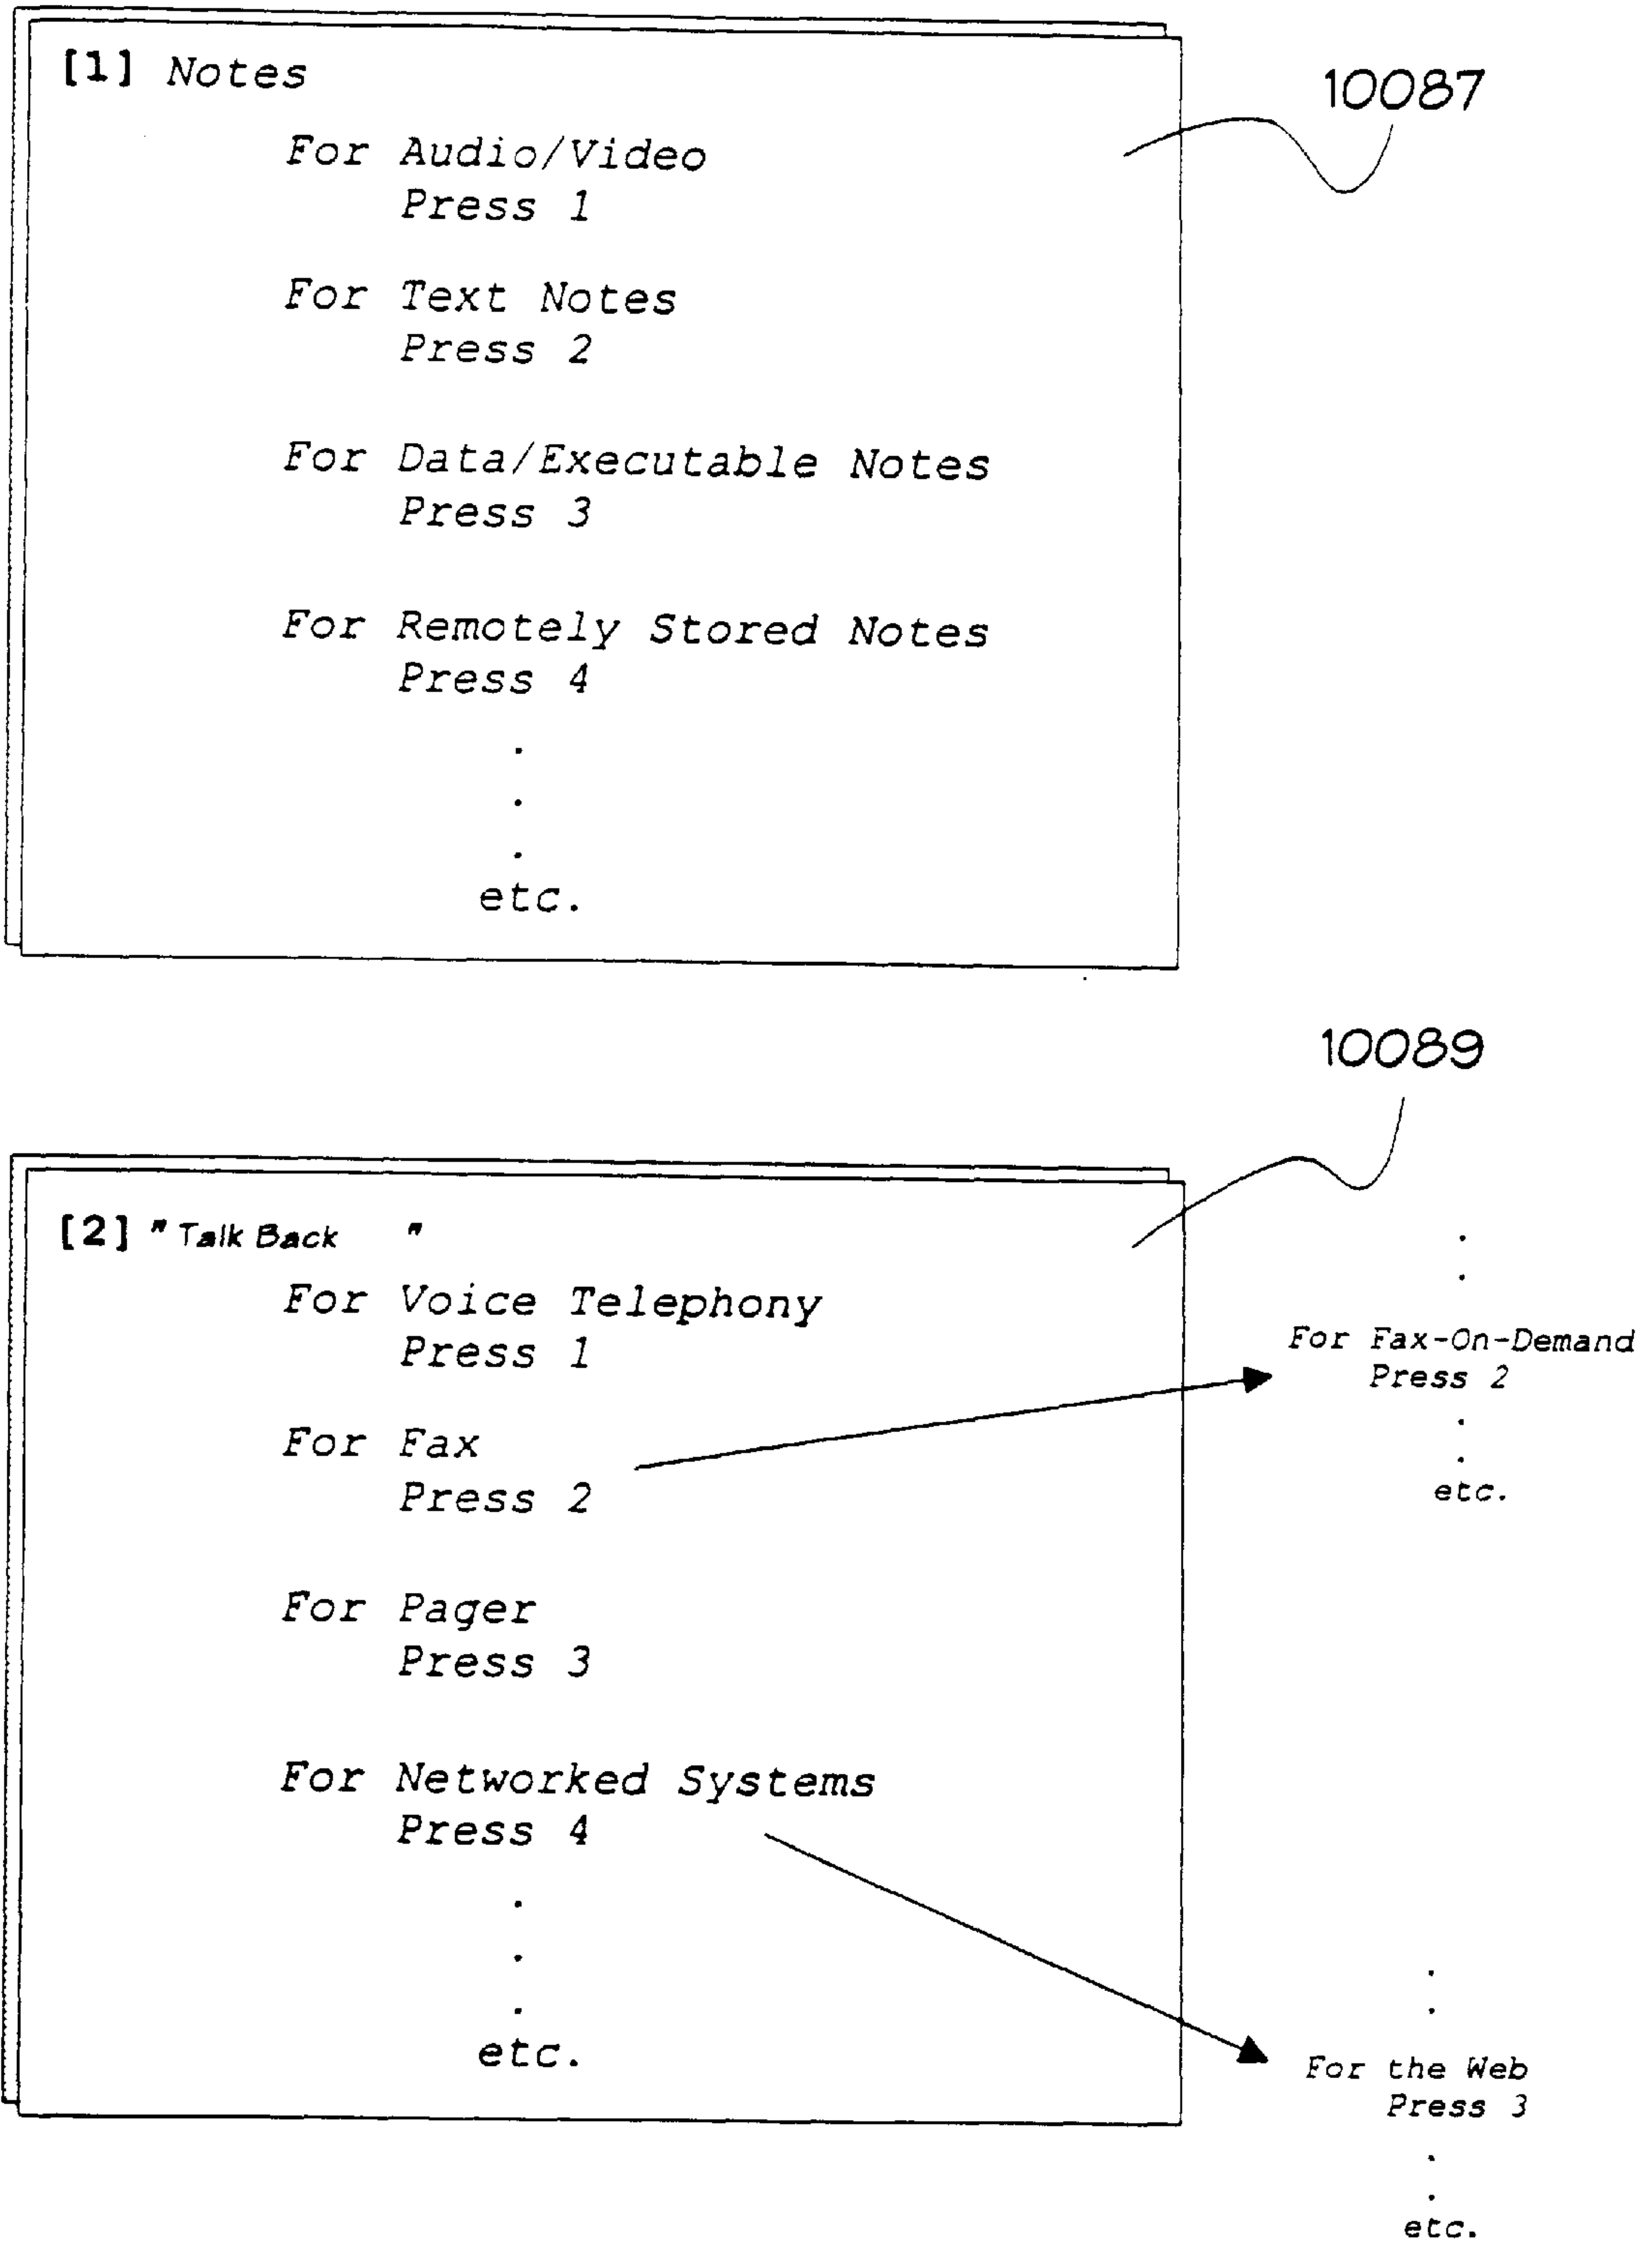 [1] Notes
10087
For Audio/Video
Press 1
For Text Notes
Press 2
For Data/Executable Notes
Press 3
For Remotely Stored Notes
Press 4
.
.
.
etc.
10089
[2] "Talk Back "
For Voice Telephony
Press 1
For Fax
Press 2
For Pager
Press 3
For Networked Systems
Press 4
.
.
.
etc.
.
.
For Fax-On-Demand
Press 2
.
.
etc.
.
.
For the Web
Press 3
.
.
etc.